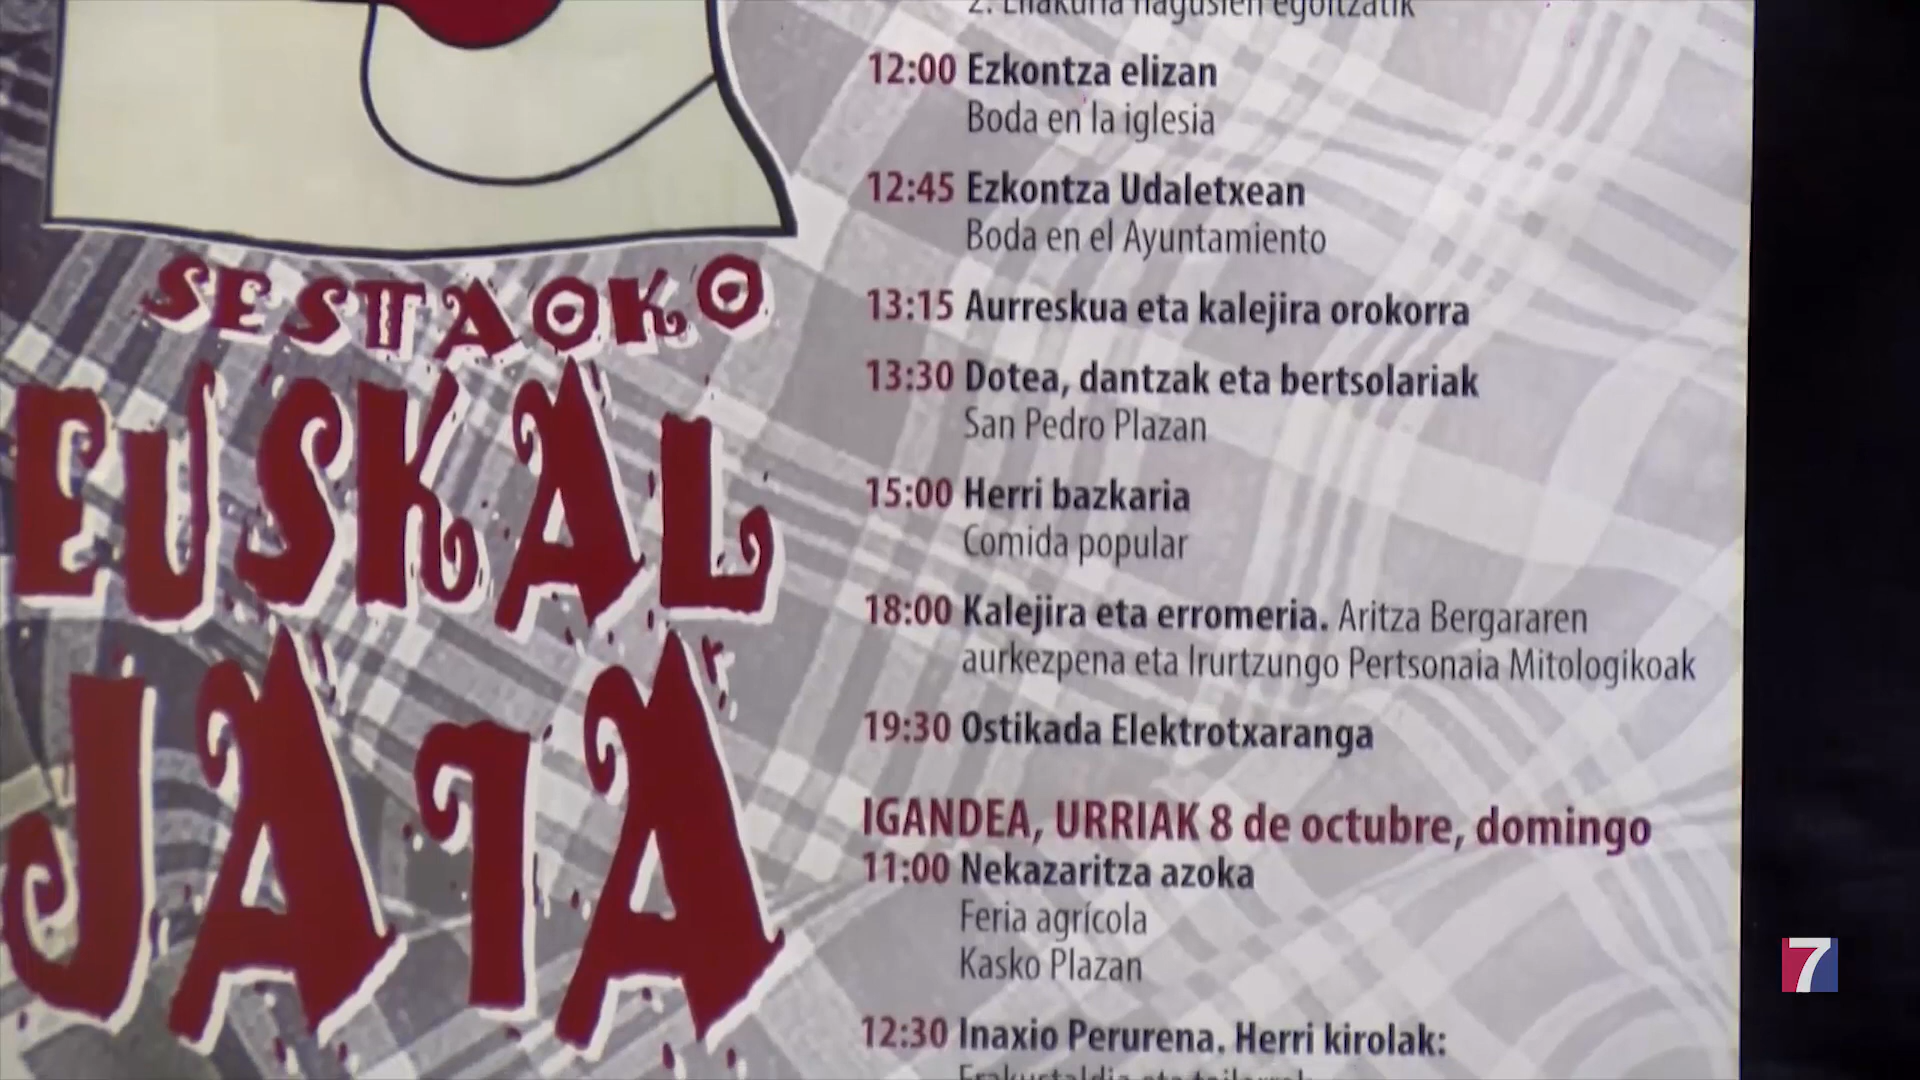 SESTAOKO
EUSKAL
JAIA
12:00 Ezkontza elizan
Boda en la iglesia
12:45 Ezkontza Udaletxean
Boda en el Ayuntamiento
13:15 Aurreskua eta kalejira orokorra
13:30 Dotea, dantzak eta bertsolariak
San Pedro Plazan
15:00 Herri bazkaria
Comida popular
18:00 Kalejira eta erromeria. Aritza Bergararen
aurkezpena eta Irurtzungo Pertsonaia Mitologikoak
19:30 Ostikada Elektrotxaranga
IGANDEA, URRIAK 8 de octubre, domingo
11:00 Nekazaritza azoka
Feria agrícola
Kasko Plazan
12:30 Inaxio Perurena. Herri kirolak:
7